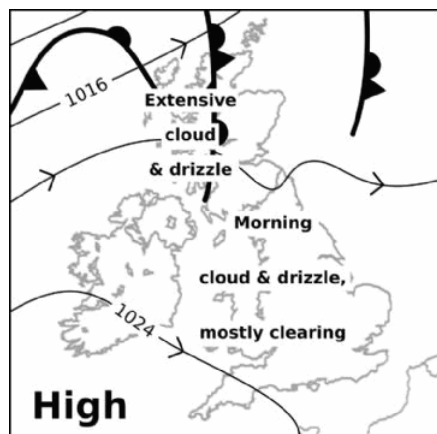 1016
Extensive
cloud
& drizzle
Morning
cloud & drizzle,
1024
mostly clearing
High